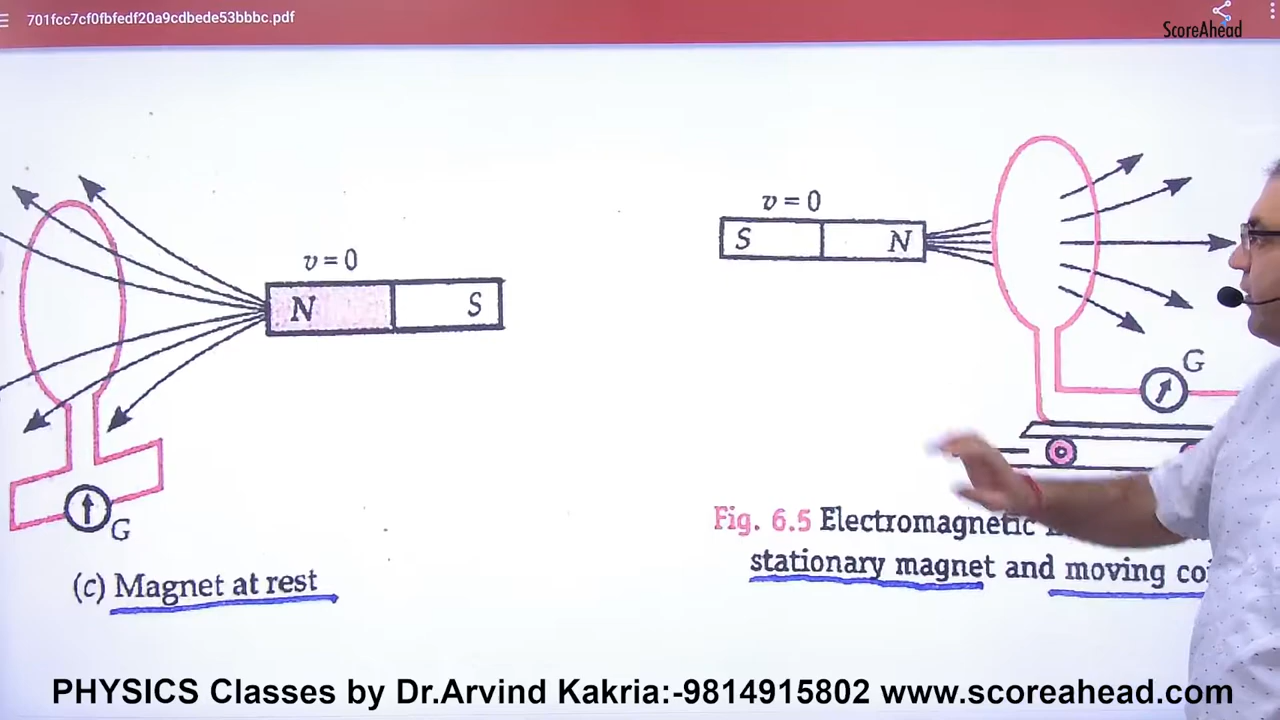 701fcc7cf0fbfedf20a9cdbede53bbbc.pdf
ScoreAhead
v = 0
N S
G
(c) Magnet at rest
v = 0
S N
G
Fig. 6.5 Electromagnetic
stationary magnet and moving
PHYSICS Classes by Dr.Arvind Kakria:-9814915802 www.scoreahead.com